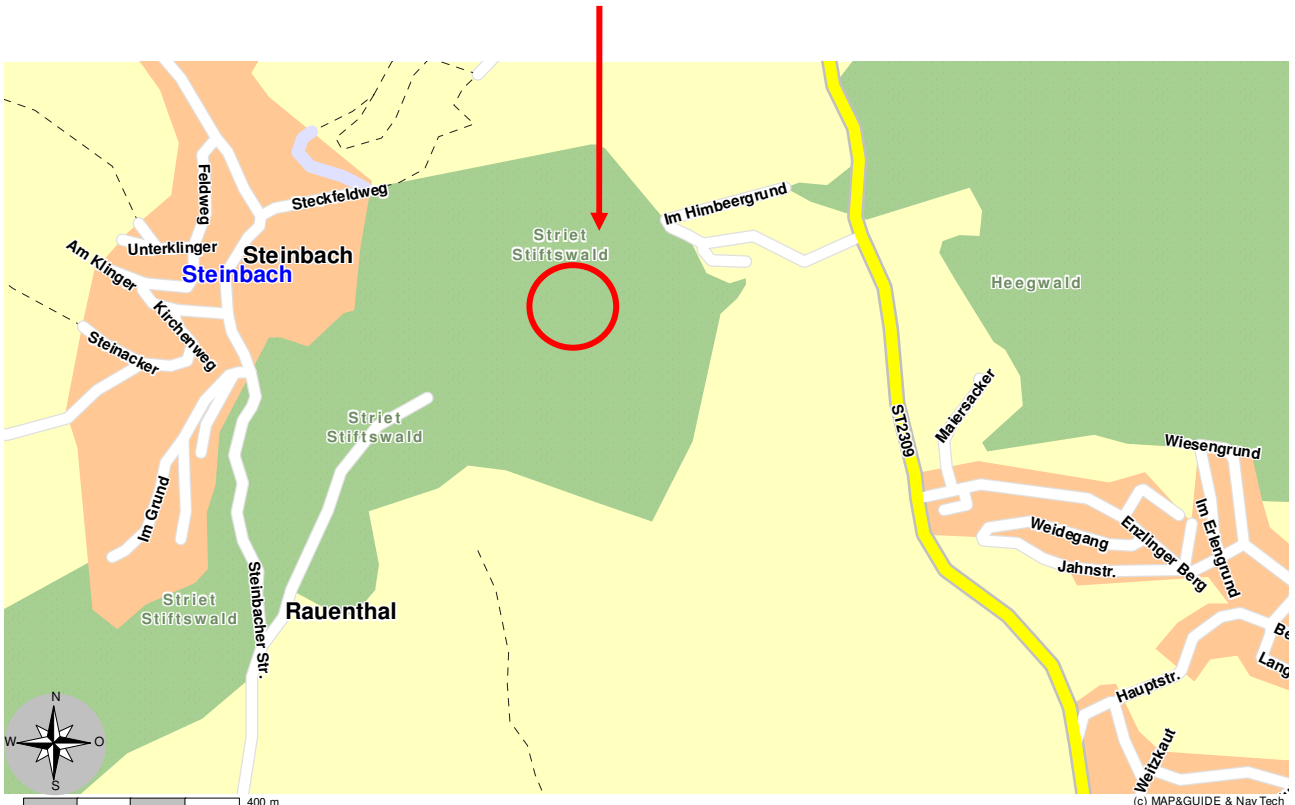 Feldweg
Steckfeldweg
Im Himbeergrund
Striet
Stiftswald
Unterklinger
Steinbach
Steinbach
Am Klinger
Heegwald
Kirchenweg
Steinacker
Maiersacker
Striet
Stiftswald
ST2309
Wiesengrund
Im Grund
Weidegang
Enzlinger Berg
Im Erlengrund
Jahnstr.
Steinbacher Str.
Striet
Stiftswald
Rauenthal
Be
Lang
Hauptstr.
Weitzkaut
N
W
O
S
400 m
(c) MAP&GUIDE & Nav Tech